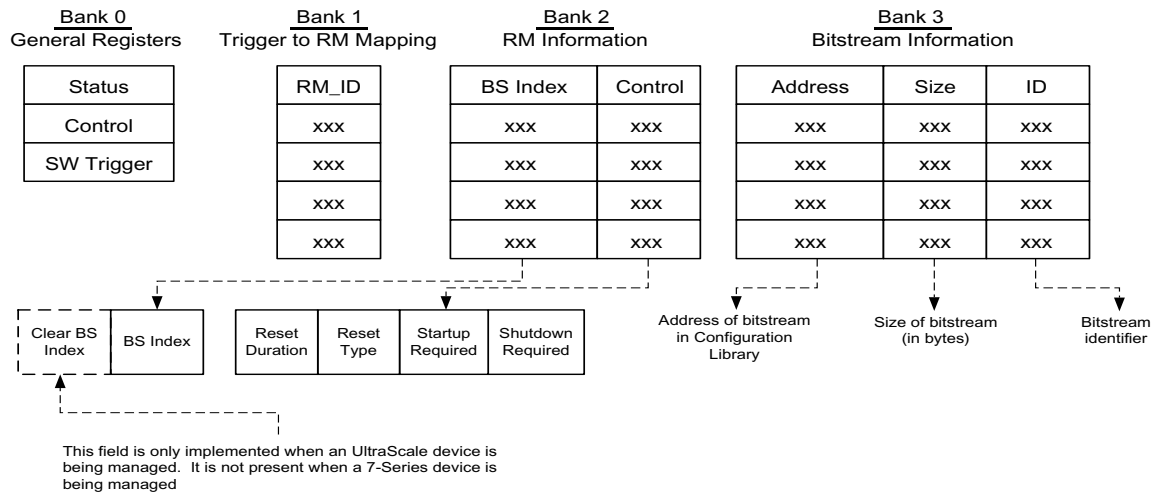 Bank 0
General Registers
Status
Control
SW Trigger
Bank 1
Trigger to RM Mapping
RM_ID
xxx
xxx
xxx
xxx
Bank 2
RM Information
BS Index Control
xxx xxx
xxx xxx
xxx xxx
xxx xxx
Bank 3
Bitstream Information
Address Size ID
xxx xxx xxx
xxx xxx xxx
xxx xxx xxx
xxx xxx xxx
Clear BS
Index
BS Index
Reset
Duration
Reset
Type
Startup
Required
Shutdown
Required
Address of bitstream
in Configuration
Library
Size of bitstream
(in bytes)
Bitstream
identifier
This field is only implemented when an UltraScale device is
being managed. It is not present when a 7-Series device is
being managed